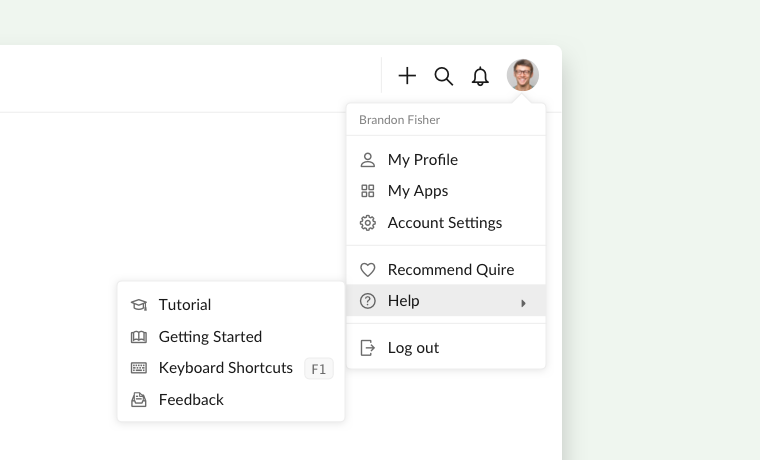 Brandon Fisher
My Profile
My Apps
Account Settings
Recommend Quire
Help
Log out
Tutorial
Getting Started
Keyboard Shortcuts F1
Feedback